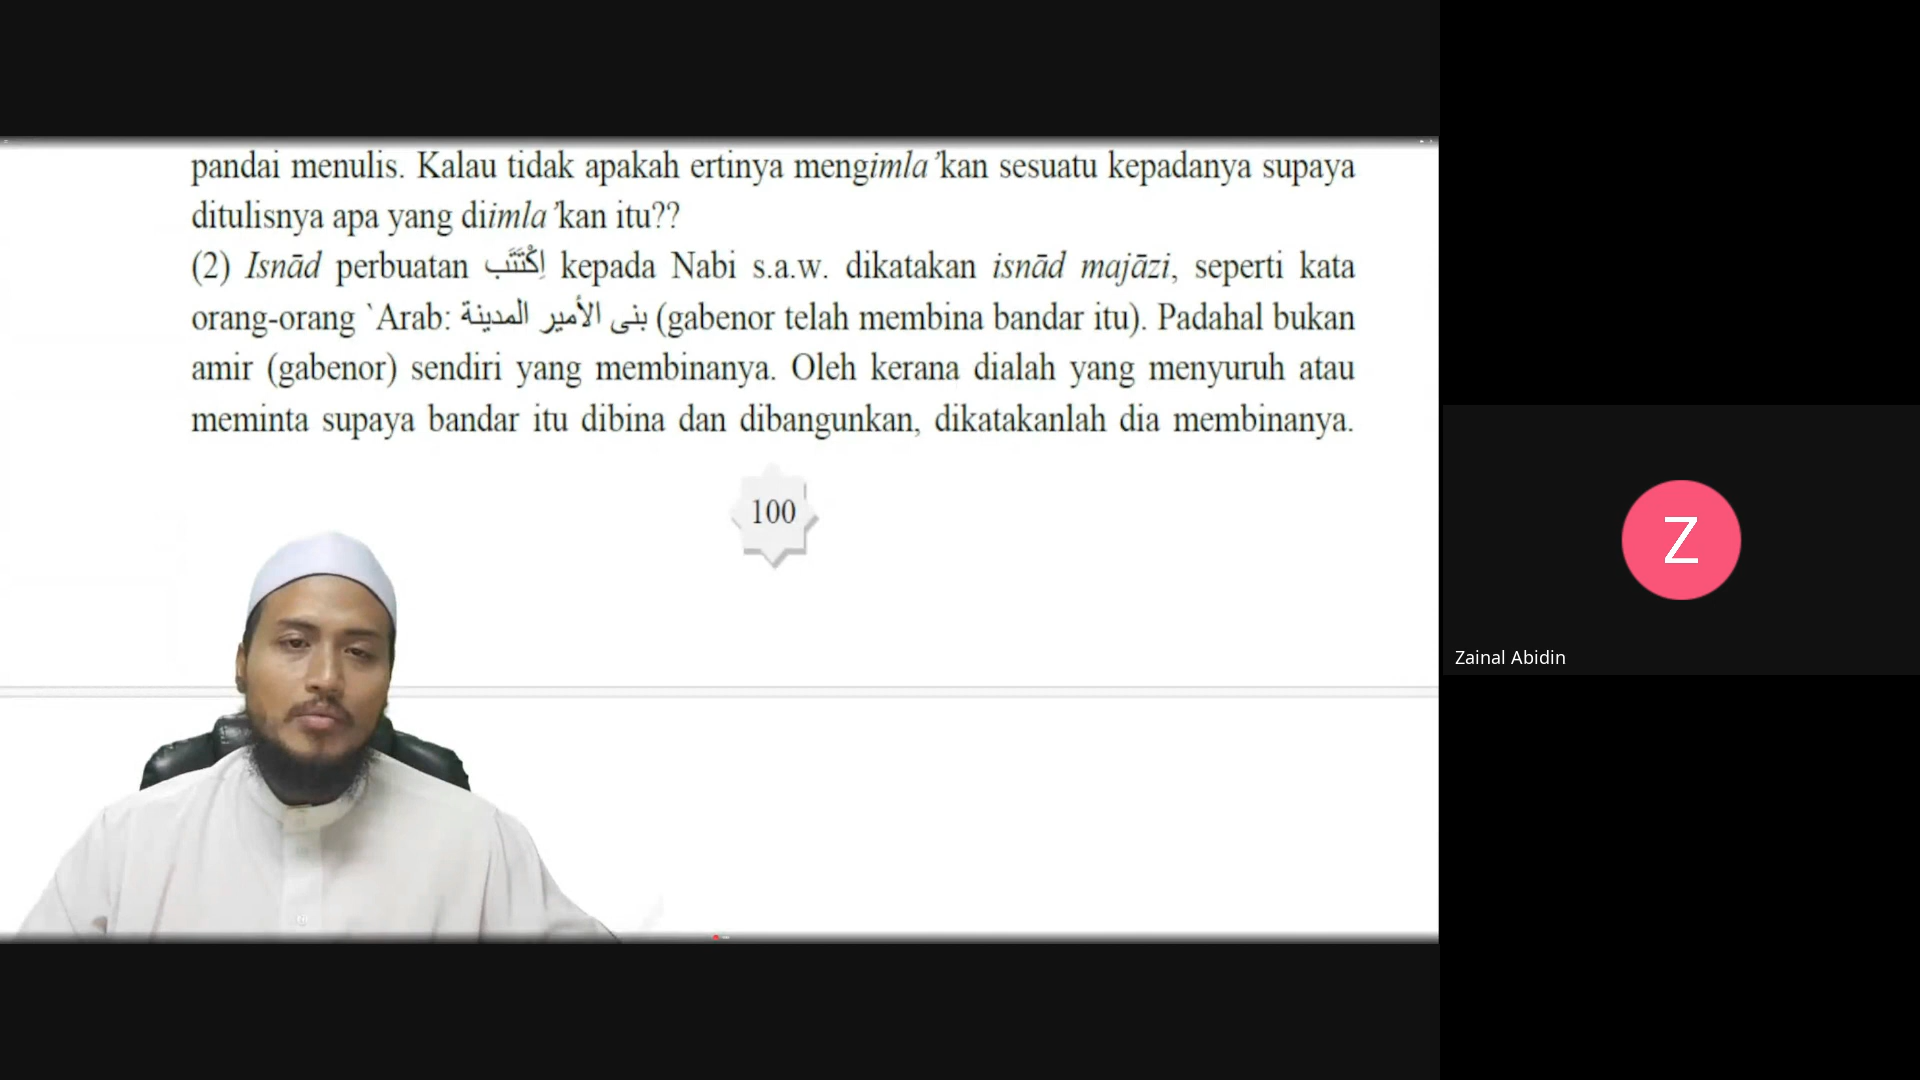 pandai menulis. Kalau tidak apakah ertinya mengimla’kan sesuatu kepadanya supaya
ditulisnya apa yang diimla’kan itu??
(2) Isnād perbuatan اِكْتَتَب kepada Nabi s.a.w. dikatakan isnād majāzi, seperti kata
orang-orang `Arab: بنى الأمير المدينة (gabenor telah membina bandar itu). Padahal bukan
amir (gabenor) sendiri yang membinanya. Oleh kerana dialah yang menyuruh atau
meminta supaya bandar itu dibina dan dibangunkan, dikatakanlah dia membinanya.
100
Z
Zainal Abidin